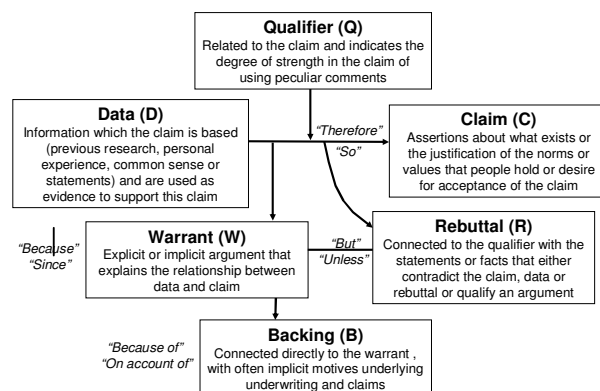 Qualifier (Q)
Related to the claim and indicates the
degree of strength in the claim of
using peculiar comments
Data (D)
Information which the claim is based
(previous research, personal
experience, common sense or
statements) and are used as
evidence to support this claim
“Therefore”
“So”
Claim (C)
Assertions about what exists or
the justification of the norms or
values that people hold or desire
for acceptance of the claim
“Because”
“Since”
Warrant (W)
Explicit or implicit argument that
explains the relationship between
data and claim
“But”
“Unless”
Rebuttal (R)
Connected to the qualifier with the
statements or facts that either
contradict the claim, data or
rebuttal or qualify an argument
“Because of”
“On account of”
Backing (B)
Connected directly to the warrant ,
with often implicit motives underlying
underwriting and claims